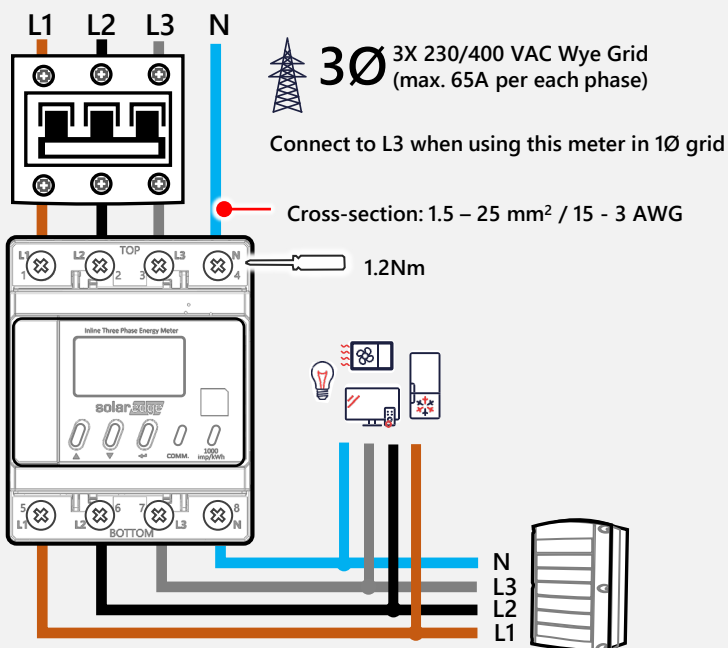 L1 L2 L3 N
3Ø 3X 230/400 VAC Wye Grid
(max. 65A per each phase)
Connect to L3 when using this meter in 1Ø grid
Cross-section: 1.5 – 25 mm² / 15 - 3 AWG
L1 L2 TOP L3 N
1 2 3 4
1.2Nm
Inline Three Phase Energy Meter
solaredge
COMM. 1000
imp/kWh
5 6 7 8
L1 L2 L3 N
BOTTOM
N
L3
L2
L1